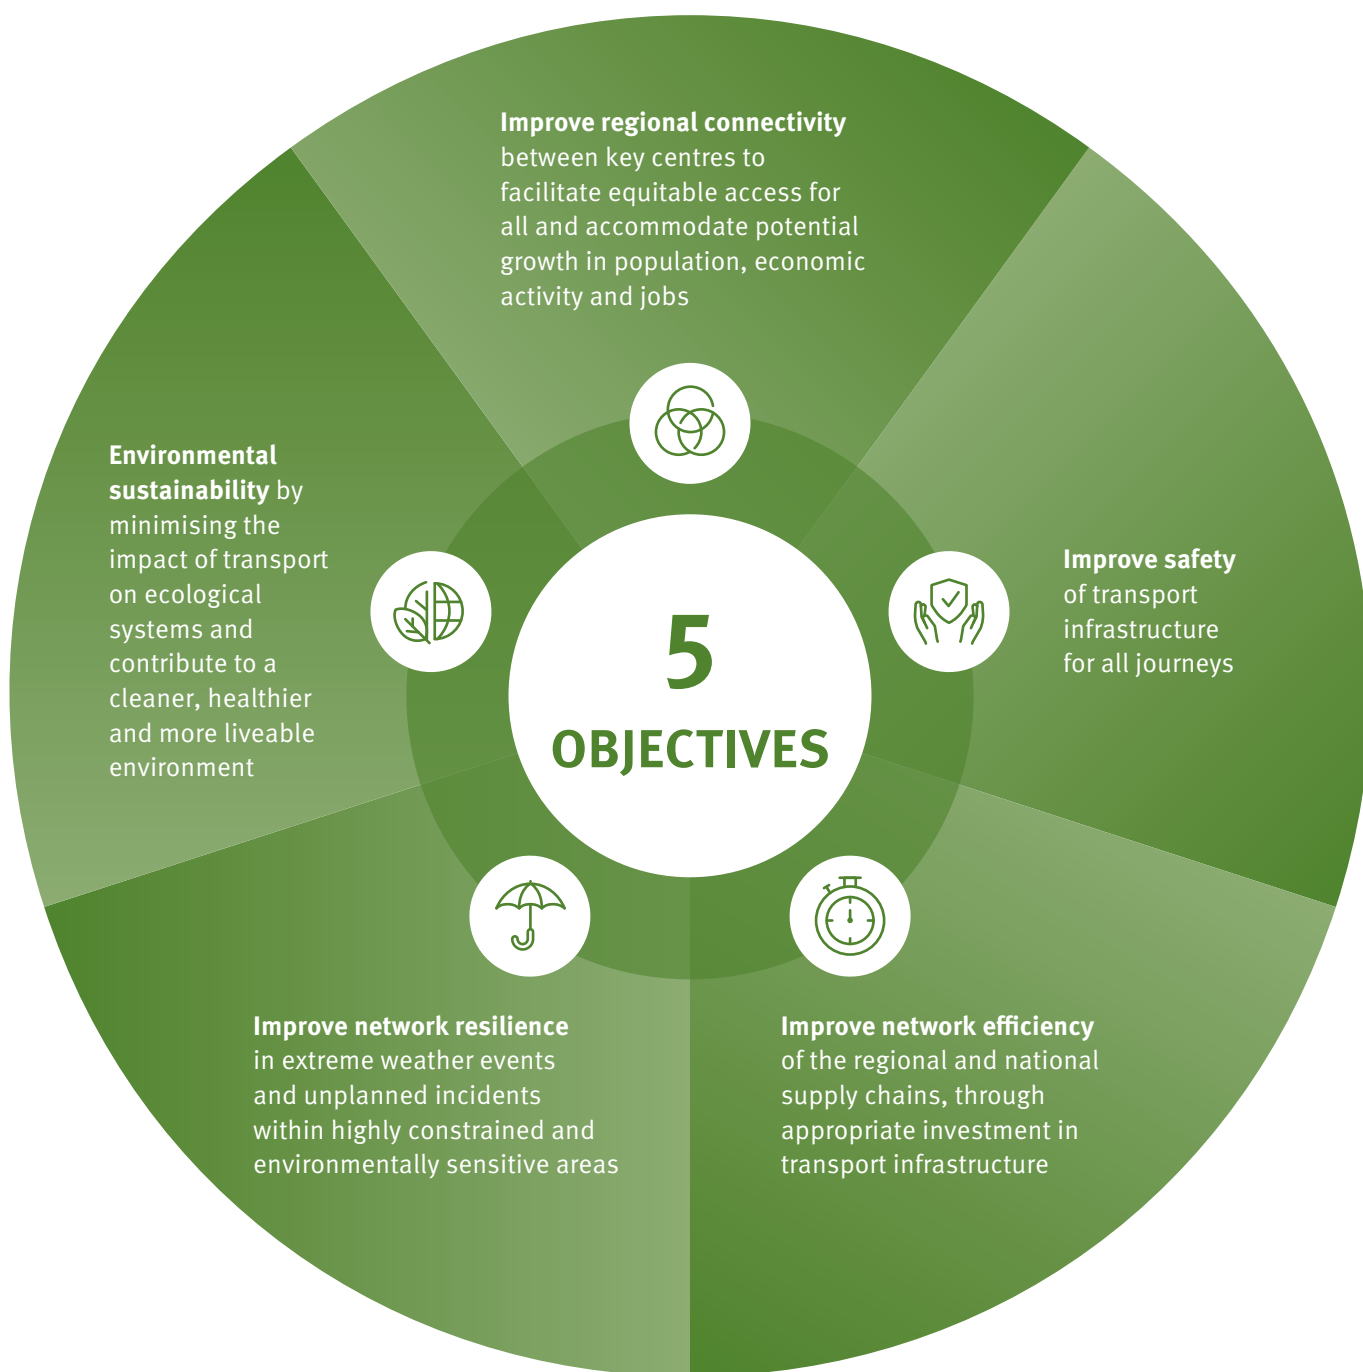 Improve regional connectivity
between key centres to
facilitate equitable access for
all and accommodate potential
growth in population, economic
activity and jobs
Improve safety
of transport
infrastructure
for all journeys
Improve network efficiency
of the regional and national
supply chains, through
appropriate investment in
transport infrastructure
Improve network resilience
in extreme weather events
and unplanned incidents
within highly constrained and
environmentally sensitive areas
Environmental
sustainability by
minimising the
impact of transport
on ecological
systems and
contribute to a
cleaner, healthier
and more liveable
environment
5
OBJECTIVES